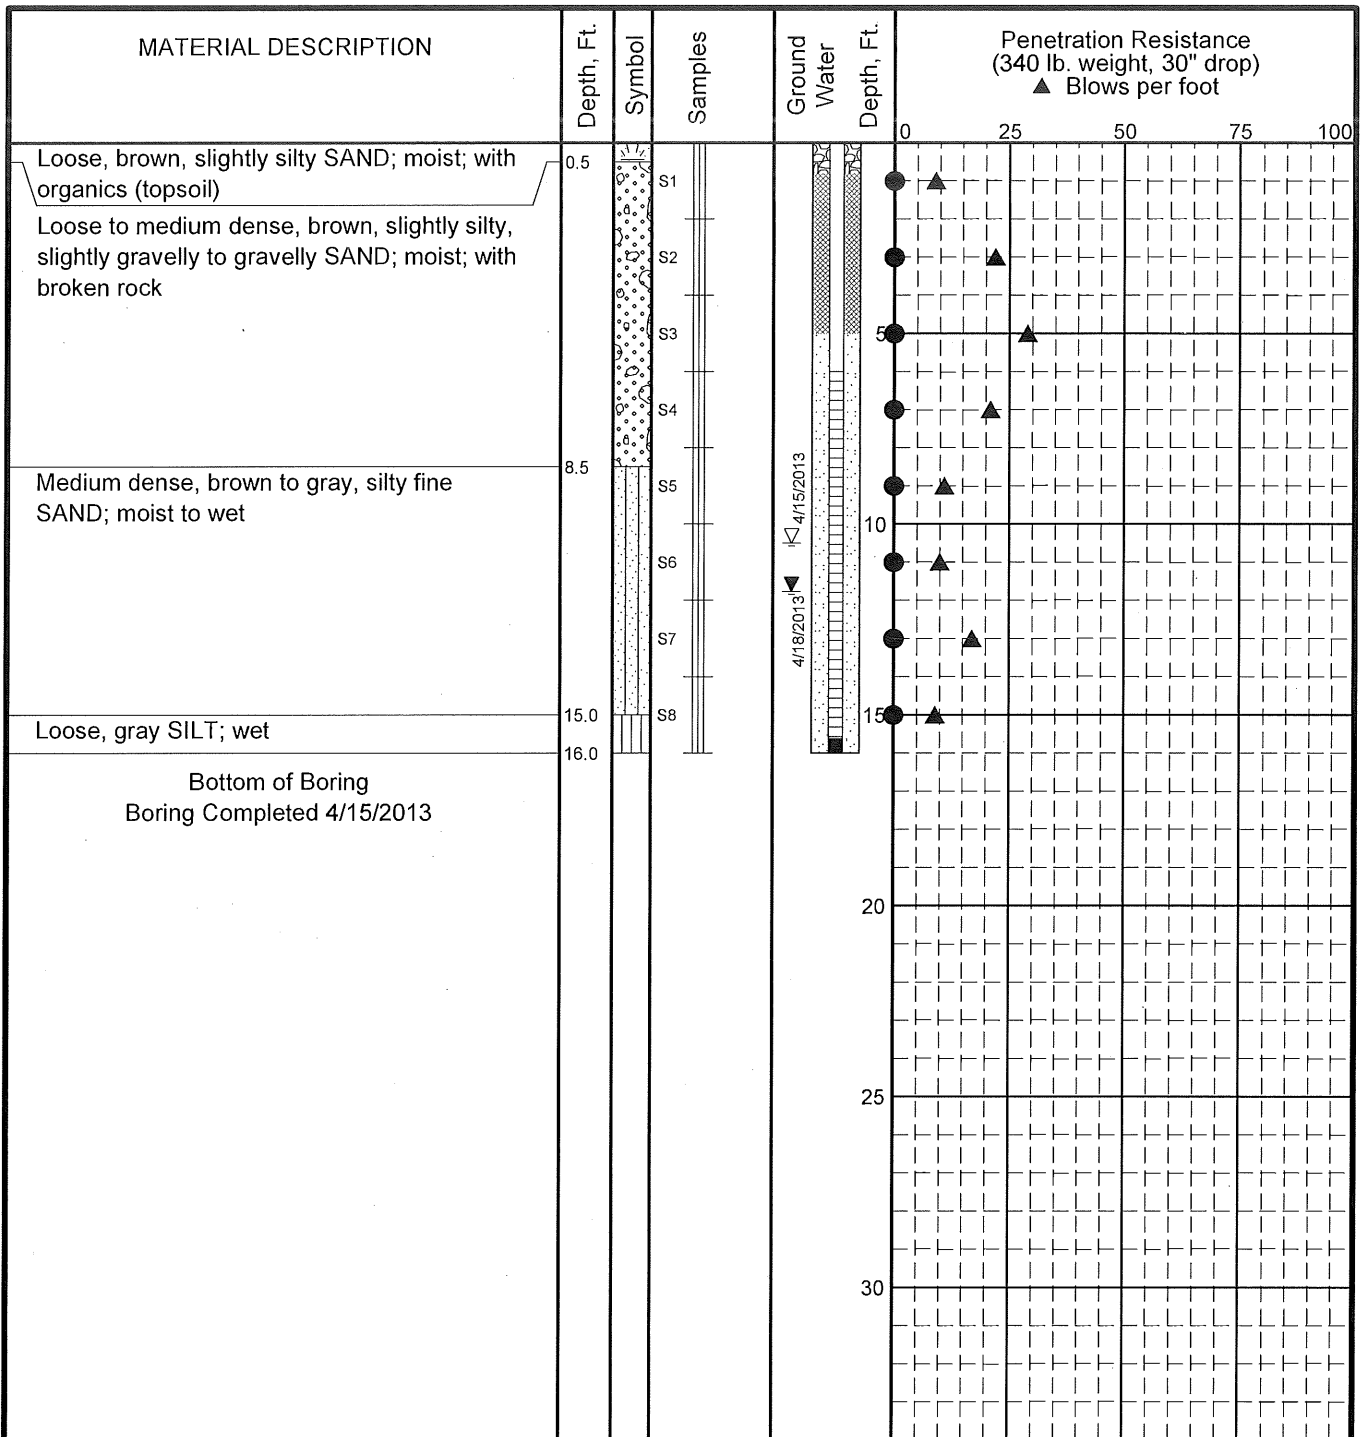 MATERIAL DESCRIPTION
Depth, Ft.
Symbol
Samples
Ground
Water
Depth, Ft.
Penetration Resistance
(340 lb. weight, 30" drop)
▲ Blows per foot
0 25 50 75 100
Loose, brown, slightly silty SAND; moist; with
organics (topsoil)
0.5
Loose to medium dense, brown, slightly silty,
slightly gravelly to gravelly SAND; moist; with
broken rock
S1
S2
S3
S4
5
8.5
Medium dense, brown to gray, silty fine
SAND; moist to wet
S5
S6
S7
4/15/2013
4/18/2013
10
15.0
S8
15
Loose, gray SILT; wet
16.0
Bottom of Boring
Boring Completed 4/15/2013
20
25
30